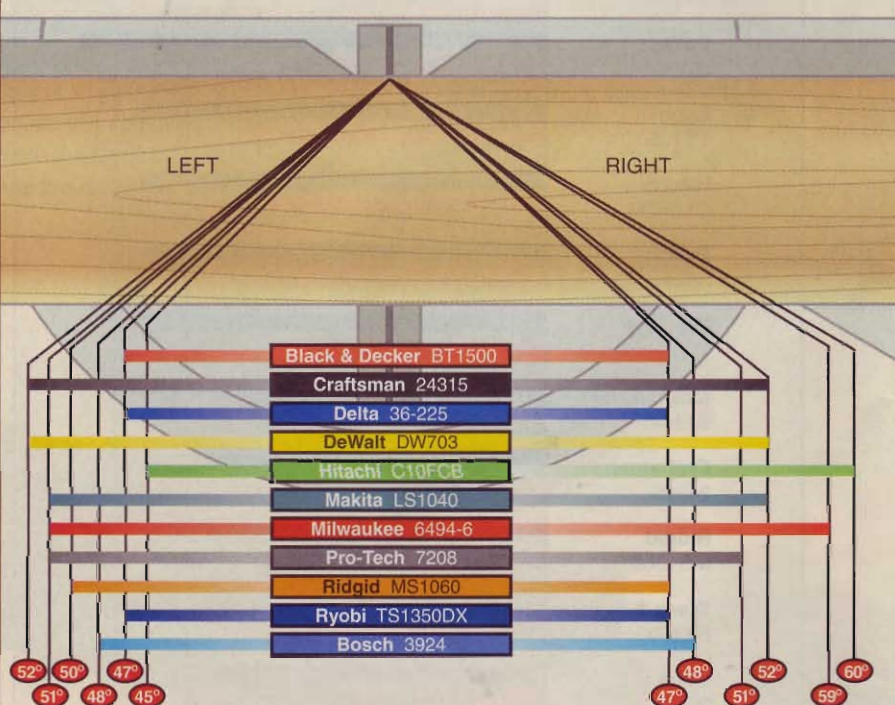 LEFT
RIGHT
Black & Decker BT1500
Craftsman 24315
Delta 36-225
DeWalt DW703
Hitachi C10FCB
Makita LS1040
Milwaukee 6494-6
Pro-Tech 7208
Ridgid MS1060
Ryobi TS1350DX
Bosch 3924
52° 50° 47° 48° 52° 60°
51° 48° 45° 47° 51° 59°